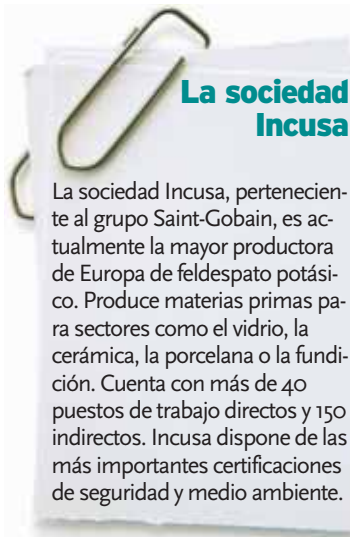 La sociedad
Incusa
La sociedad Incusa, pertenecien-
te al grupo Saint-Gobain, es ac-
tualmente la mayor productora
de Europa de feldespato potási-
co. Produce materias primas pa-
ra sectores como el vidrio, la
cerámica, la porcelana o la fundi-
ción. Cuenta con más de 40
puestos de trabajo directos y 150
indirectos. Incusa dispone de las
más importantes certificaciones
de seguridad y medio ambiente.